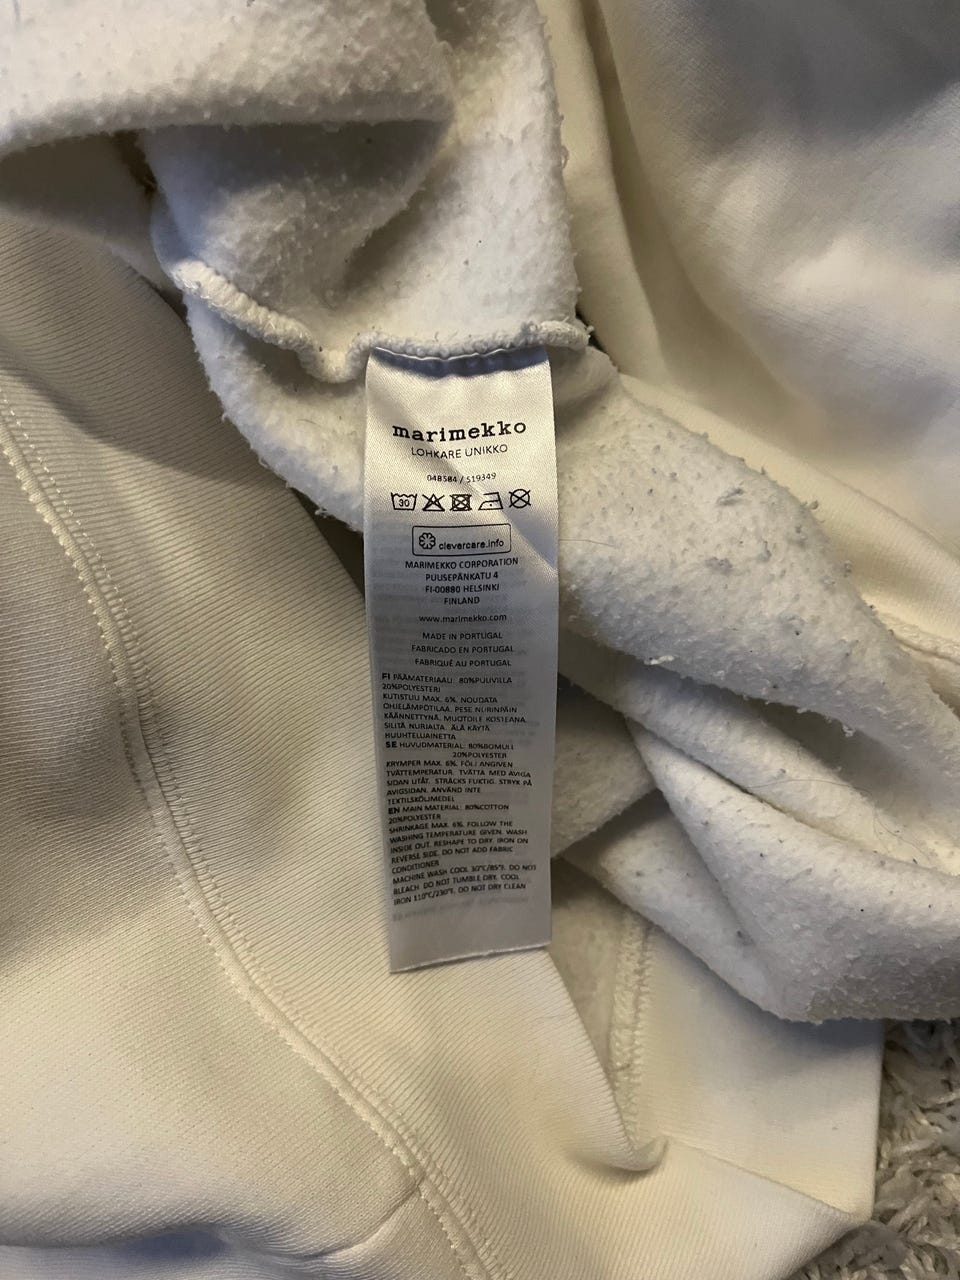 marimekko
LOHKARE UNIKKO
048584 / 519349
30
clevercare.info
MARIMEKKO CORPORATION
PUUSEPÄNKATU 4
FI-00880 HELSINKI
FINLAND
www.marimekko.com
MADE IN PORTUGAL
FABRICADO EN PORTUGAL
FABRIQUÉ AU PORTUGAL
FI PÄÄMATERIAALI: 80%PUUVILLA
20%POLYESTERI
KUTISTUU MAX. 6%. NOUDATA
OHJELÄMPÖTILAA. PESE NURINPÄIN
KÄÄNNETTYNÄ. MUOTOILE KOSTEANA.
SILITÄ NURJALTA. ÄLÄ KÄYTÄ
HUUHTELUAINETTA
SE HUVUDMATERIAL: 80%BOMULL
20%POLYESTER
KRYMPER MAX. 6%. FÖLJ ANGIVEN
TVÄTTEMPERATUR. TVÄTTA MED AVIGA
SIDAN UTÅT. STRÄCKS FUKTIG. STRYK PÅ
AVIGSIDAN. ANVÄND INTE
TEXTILSKÖLJMEDEL
EN MAIN MATERIAL: 80%COTTON
20%POLYESTER
SHRINKAGE MAX. 6%. FOLLOW THE
WASHING TEMPERATURE GIVEN. WASH
INSIDE OUT. RESHAPE TO DRY. IRON ON
REVERSE SIDE. DO NOT ADD FABRIC
CONDITIONER
MACHINE WASH COOL 30°C/85°F. DO NOT
BLEACH. DO NOT TUMBLE DRY. COOL
IRON 110°C/230°F. DO NOT DRY CLEAN